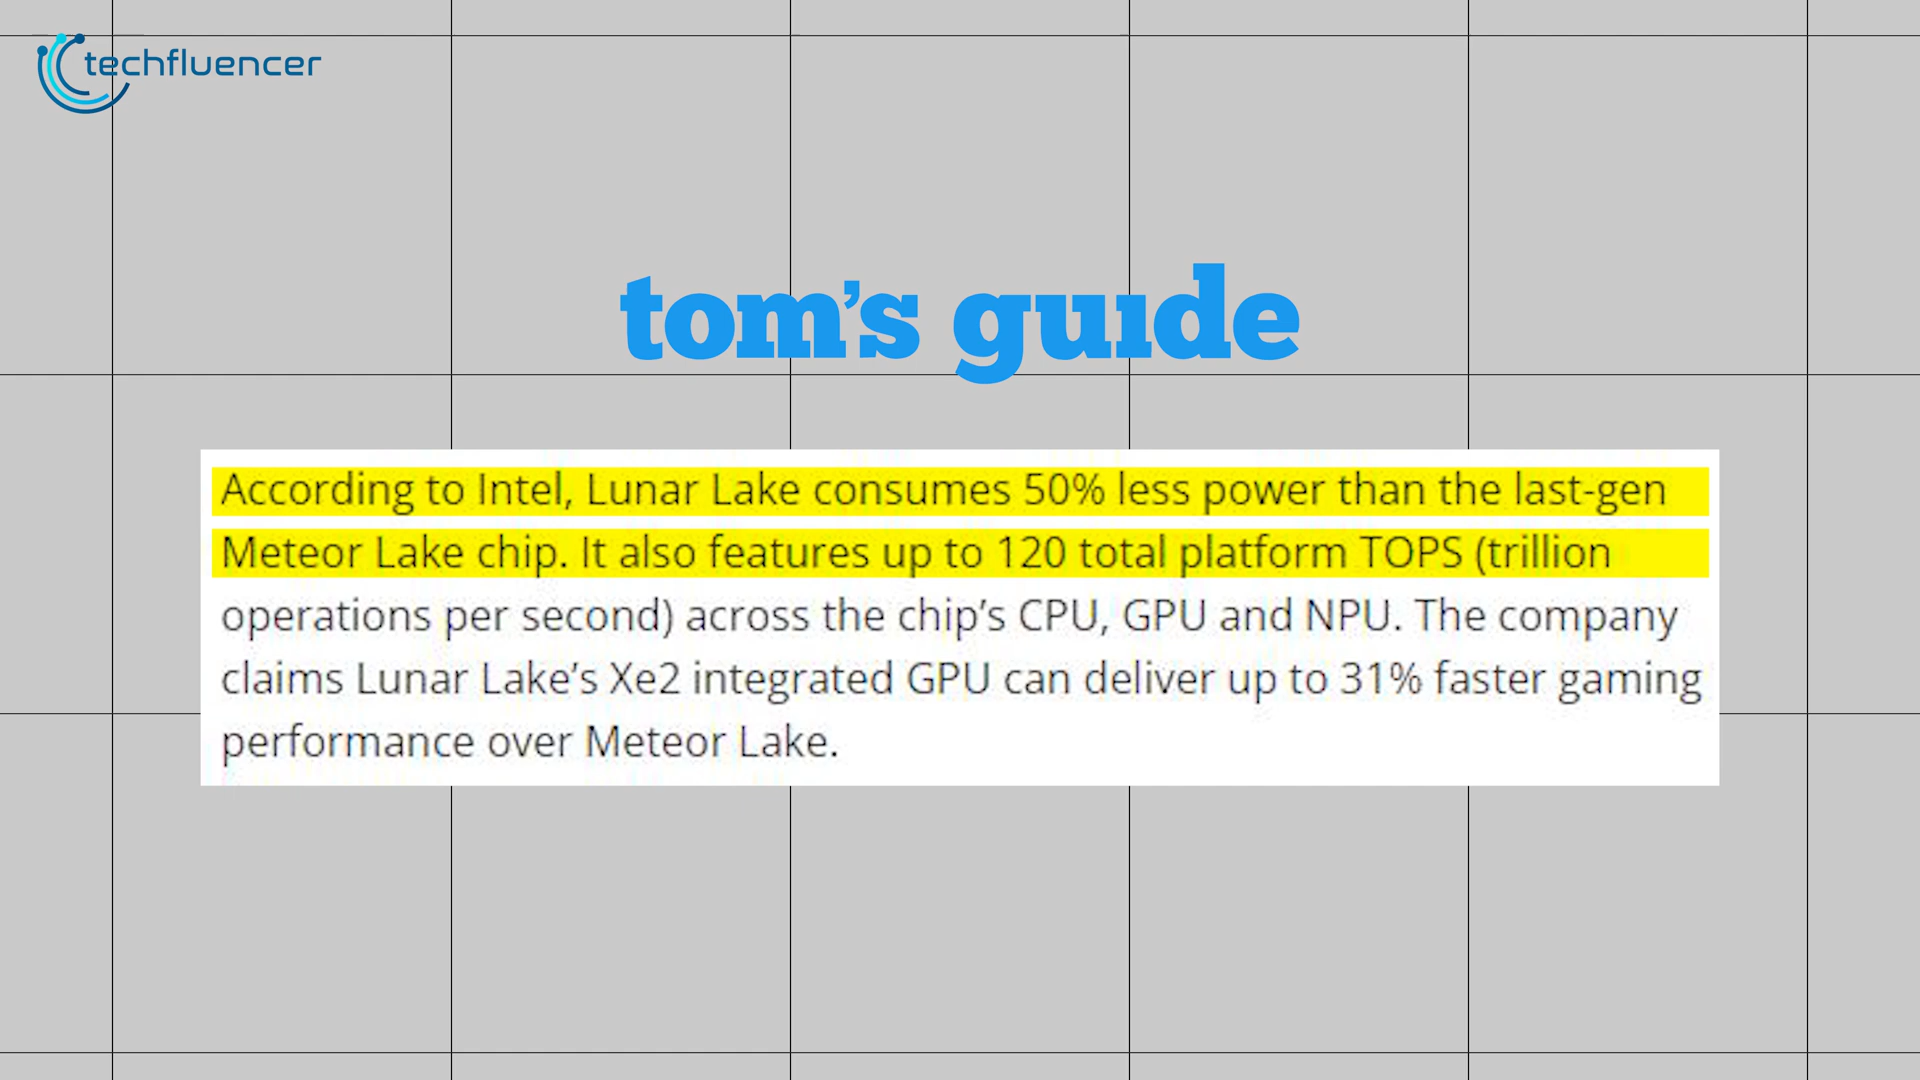 techfluencer
tom's guide
According to Intel, Lunar Lake consumes 50% less power than the last-gen
Meteor Lake chip. It also features up to 120 total platform TOPS (trillion
operations per second) across the chip's CPU, GPU and NPU. The company
claims Lunar Lake's Xe2 integrated GPU can deliver up to 31% faster gaming
performance over Meteor Lake.